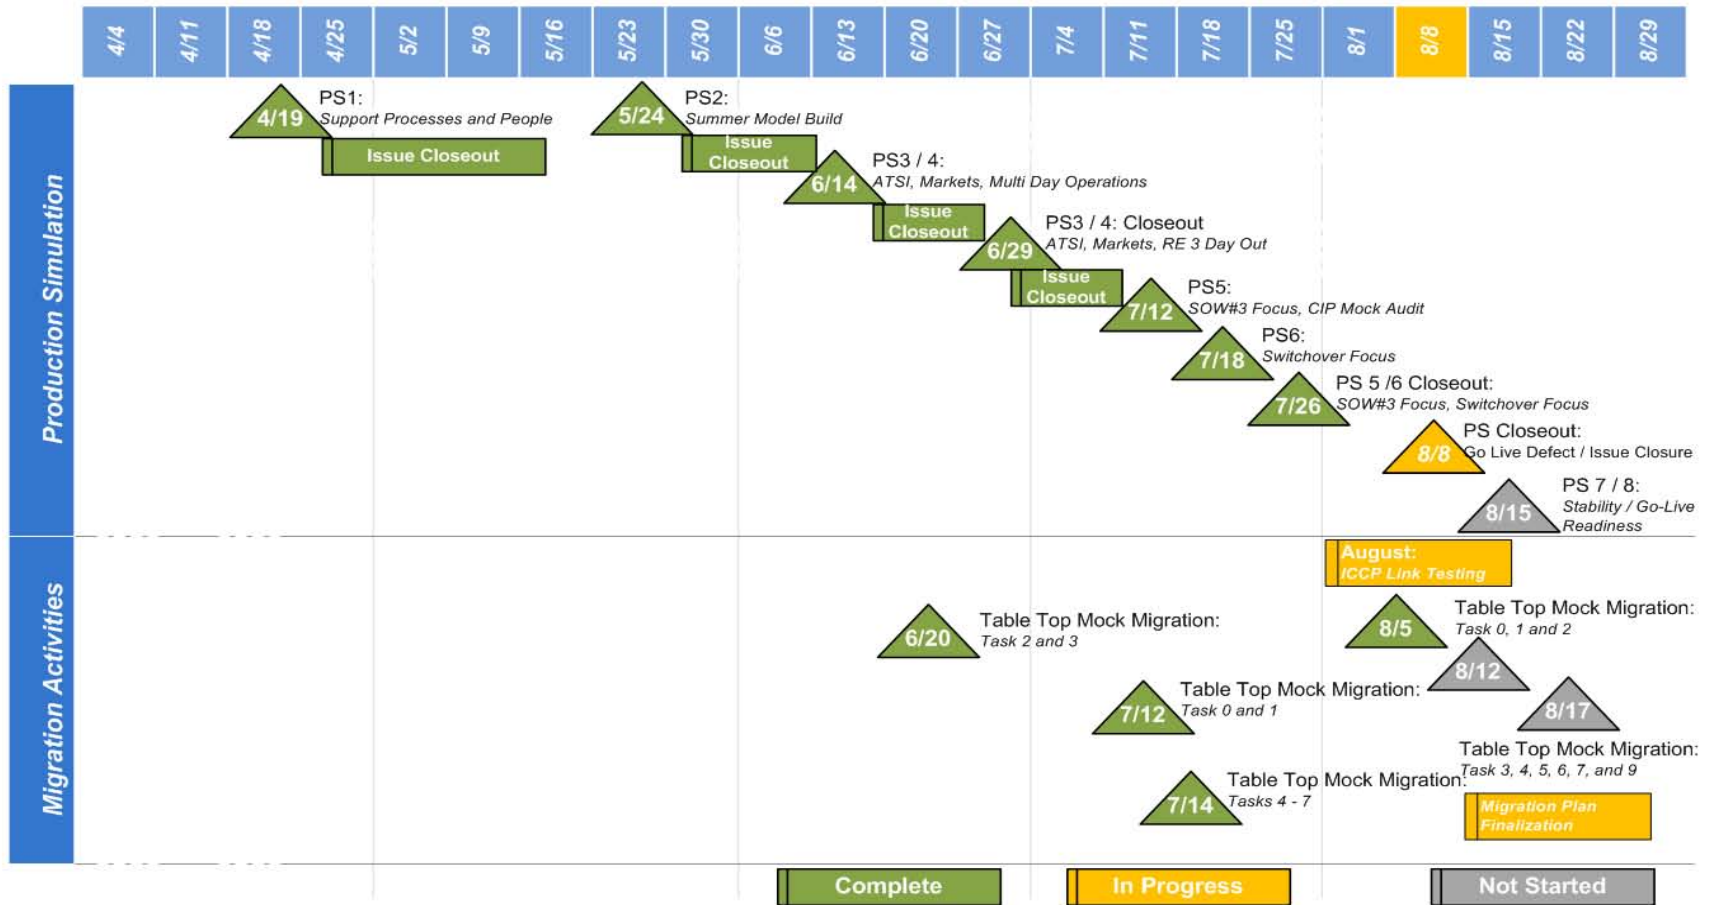 4/4 4/11 4/18 4/25 5/2 5/9 5/16 5/23 5/30 6/6 6/13 6/20 6/27 7/4 7/11 7/18 7/25 8/1 8/8 8/15 8/22 8/29
Production Simulation
4/19
PS1:
Support Processes and People
Issue Closeout
5/24
PS2:
Summer Model Build
Issue
Closeout
6/14
PS3 / 4:
ATSI, Markets, Multi Day Operations
Issue
Closeout
6/29
PS3 / 4: Closeout
ATSI, Markets, RE 3 Day Out
Issue
Closeout
7/12
PS5:
SOW#3 Focus, CIP Mock Audit
7/18
PS6:
Switchover Focus
7/26
PS 5 /6 Closeout:
SOW#3 Focus, Switchover Focus
8/8
PS Closeout:
Go Live Defect / Issue Closure
8/15
PS 7 / 8:
Stability / Go-Live
Readiness
Migration Activities
August:
ICCP Link Testing
6/20
Table Top Mock Migration:
Task 2 and 3
8/5
Table Top Mock Migration:
Task 0, 1 and 2
8/12
7/12
Table Top Mock Migration:
Task 0 and 1
8/17
Table Top Mock Migration:
Task 3, 4, 5, 6, 7, and 9
7/14
Table Top Mock Migration:
Tasks 4 - 7
Migration Plan
Finalization
Complete
In Progress
Not Started